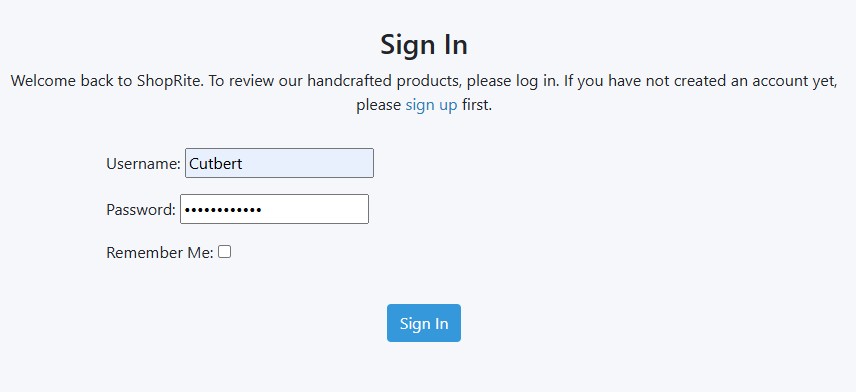 Sign In
Welcome back to ShopRite. To review our handcrafted products, please log in. If you have not created an account yet,
please sign up first.
Username: Cutbert
Password: ••••••••••••
Remember Me:
Sign In